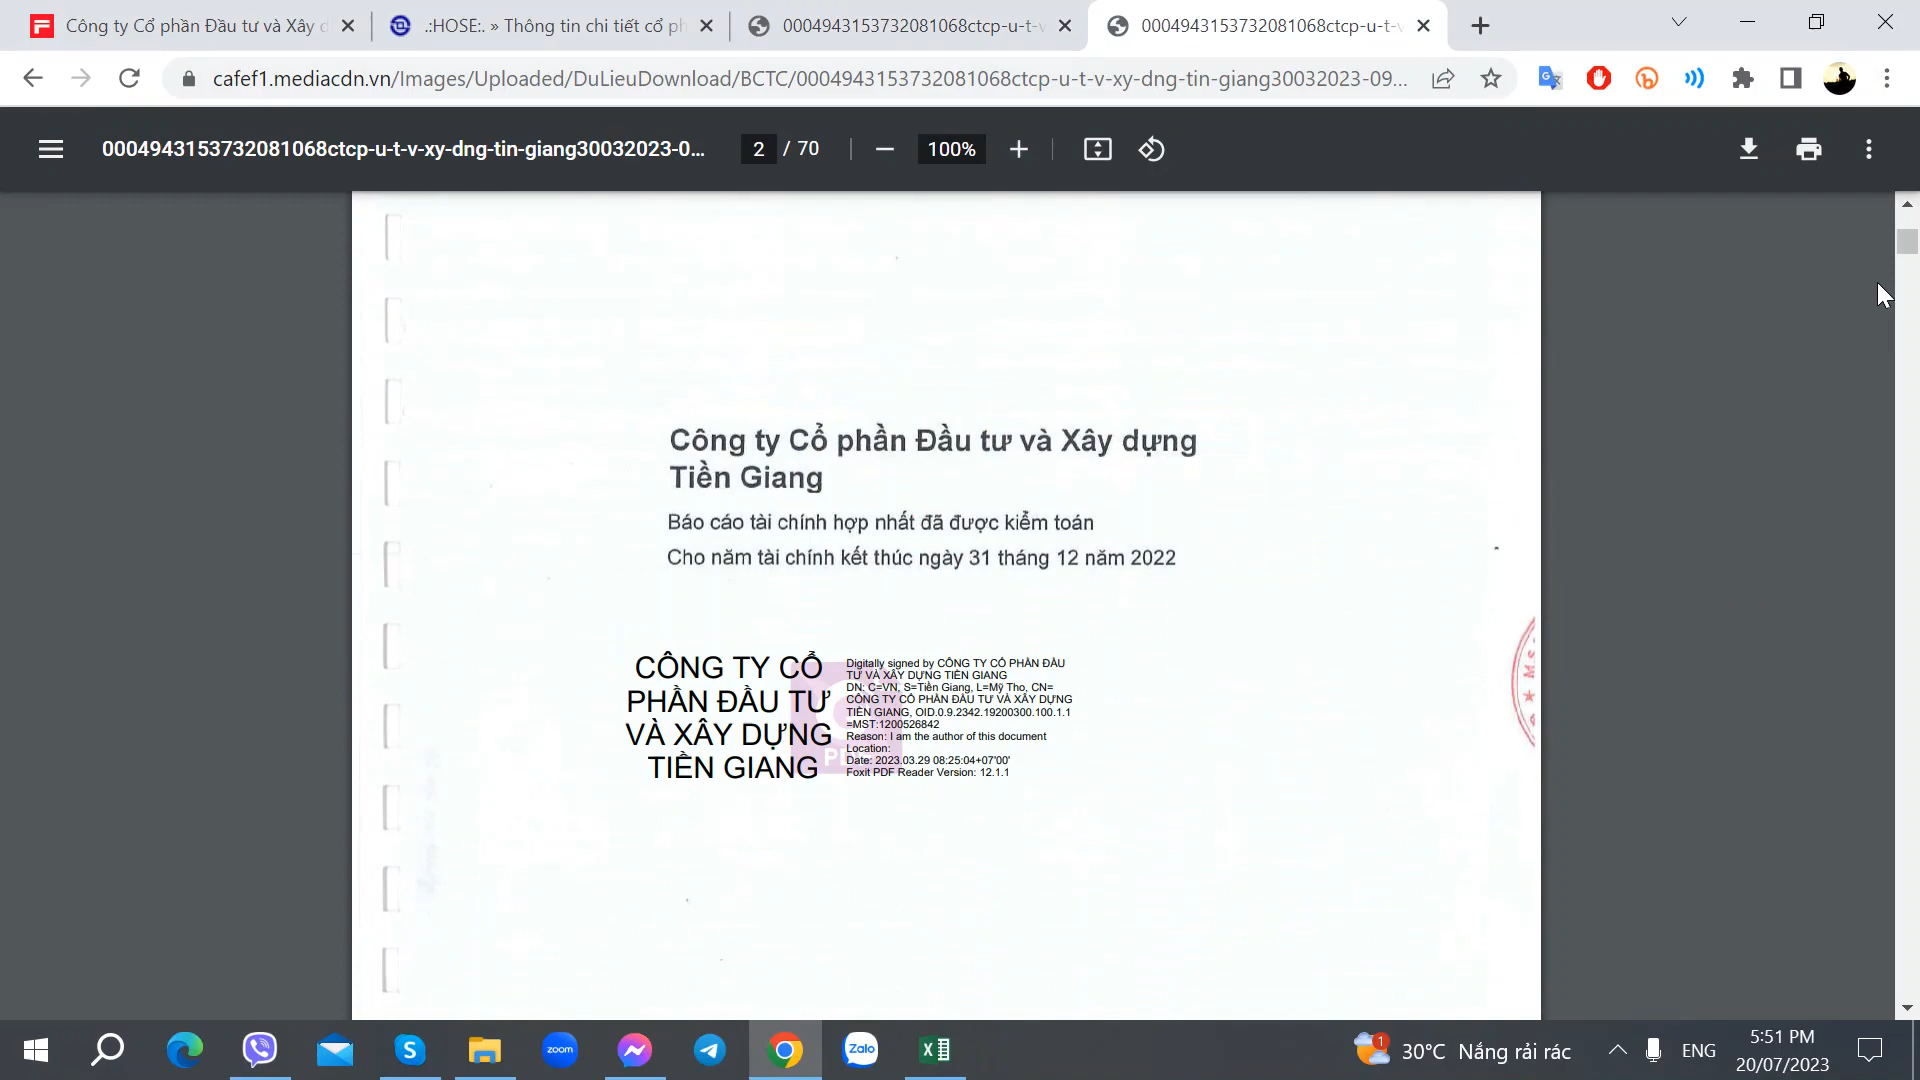 Công ty Cổ phần Đầu tư và Xây d
.:HOSE:. » Thông tin chi tiết cổ ph
0004943153732081068ctcp-u-t-v-
0004943153732081068ctcp-u-t-v-
cafef1.mediacdn.vn/Images/Uploaded/DuLieuDownload/BCTC/0004943153732081068ctcp-u-t-v-xy-dng-tin-giang30032023-09...
0004943153732081068ctcp-u-t-v-xy-dng-tin-giang30032023-0...
2 / 70
100%
Công ty Cổ phần Đầu tư và Xây dựng
Tiền Giang
Báo cáo tài chính hợp nhất đã được kiểm toán
Cho năm tài chính kết thúc ngày 31 tháng 12 năm 2022
CÔNG TY CỔ
PHẦN ĐẦU TƯ
VÀ XÂY DỰNG
TIỀN GIANG
Digitally signed by CÔNG TY CỔ PHẦN ĐẦU
TƯ VÀ XÂY DỰNG TIỀN GIANG
DN: C=VN, S=Tiền Giang, L=Mỹ Tho, CN=
CÔNG TY CỔ PHẦN ĐẦU TƯ VÀ XÂY DỰNG
TIỀN GIANG, OID.0.9.2342.19200300.100.1.1
=MST:1200526842
Reason: I am the author of this document
Location:
Date: 2023.03.29 08:25:04+07'00'
Foxit PDF Reader Version: 12.1.1
zoom
Zalo
1
30°C Nắng rải rác
ENG
5:51 PM
20/07/2023